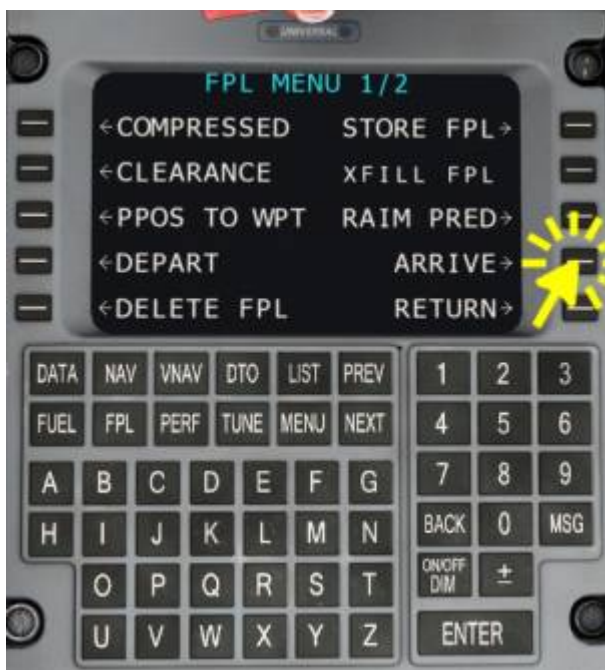 UNIVERSAL
FPL MENU 1/2
←COMPRESSED STORE FPL→
←CLEARANCE XFILL FPL
←PPOS TO WPT RAIM PRED→
←DEPART ARRIVE→
←DELETE FPL RETURN→
DATA NAV VNAV DTO LIST PREV 1 2 3
FUEL FPL PERF TUNE MENU NEXT 4 5 6
A B C D E F G 7 8 9
H I J K L M N BACK 0 MSG
O P Q R S T ON/OFF DIM ±
U V W X Y Z ENTER